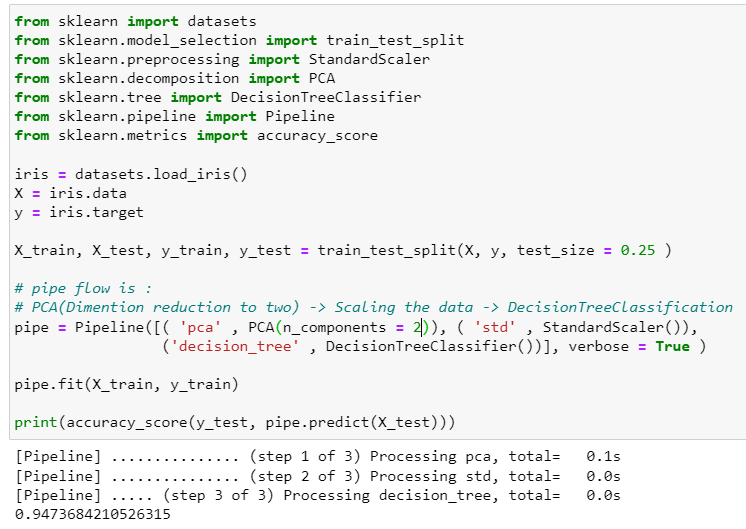 from sklearn import datasets
from sklearn.model_selection import train_test_split
from sklearn.preprocessing import StandardScaler
from sklearn.decomposition import PCA
from sklearn.tree import DecisionTreeClassifier
from sklearn.pipeline import Pipeline
from sklearn.metrics import accuracy_score

iris = datasets.load_iris()
X = iris.data
y = iris.target

X_train, X_test, y_train, y_test = train_test_split(X, y, test_size = 0.25 )

# pipe flow is :
# PCA(Dimention reduction to two) -> Scaling the data -> DecisionTreeClassification
pipe = Pipeline([( 'pca' , PCA(n_components = 2)), ( 'std' , StandardScaler()),
                 ('decision_tree' , DecisionTreeClassifier())], verbose = True )

pipe.fit(X_train, y_train)

print(accuracy_score(y_test, pipe.predict(X_test)))
[Pipeline] ............... (step 1 of 3) Processing pca, total=   0.1s
[Pipeline] ............... (step 2 of 3) Processing std, total=   0.0s
[Pipeline] ..... (step 3 of 3) Processing decision_tree, total=   0.0s
0.9473684210526315